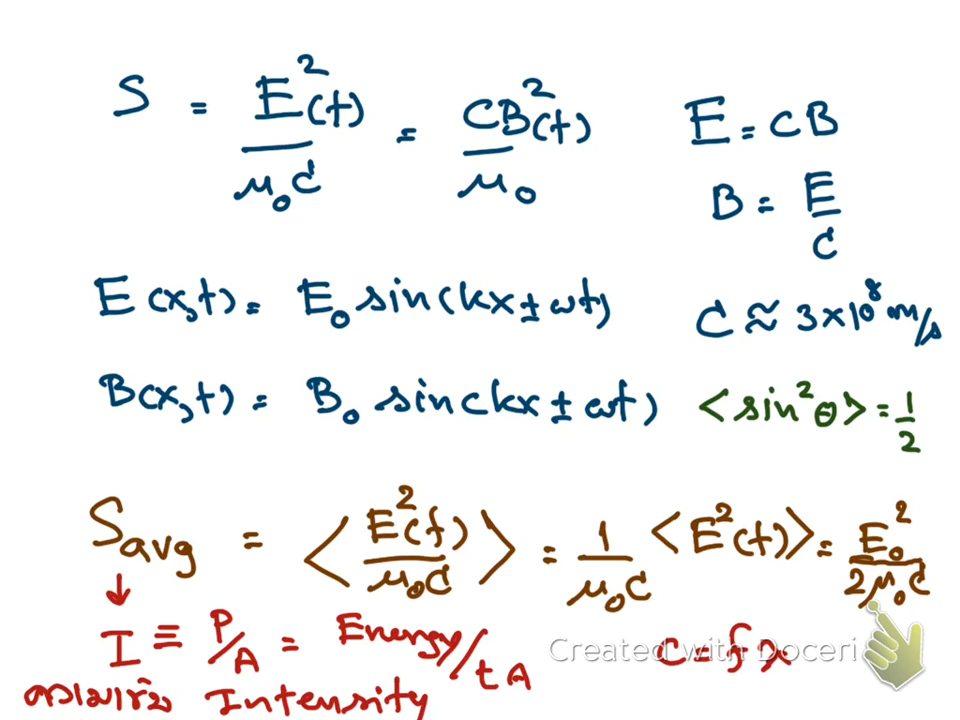 S = E²(t)/μ₀C = CB²(t)/μ₀ E = CB
B = E/C
E(x,t) = E₀ sin(kx ± ωt) C ≈ 3×10⁸ m/s
B(x,t) = B₀ sin(kx ± ωt) <sin²θ> = 1/2
S avg = <E²(t)/μ₀C> = 1/μ₀C <E²(t)> = E₀²/2μ₀C
↓
I ≡ P/A = Energy/tA C = fλ
Intensity
Created with Doceri